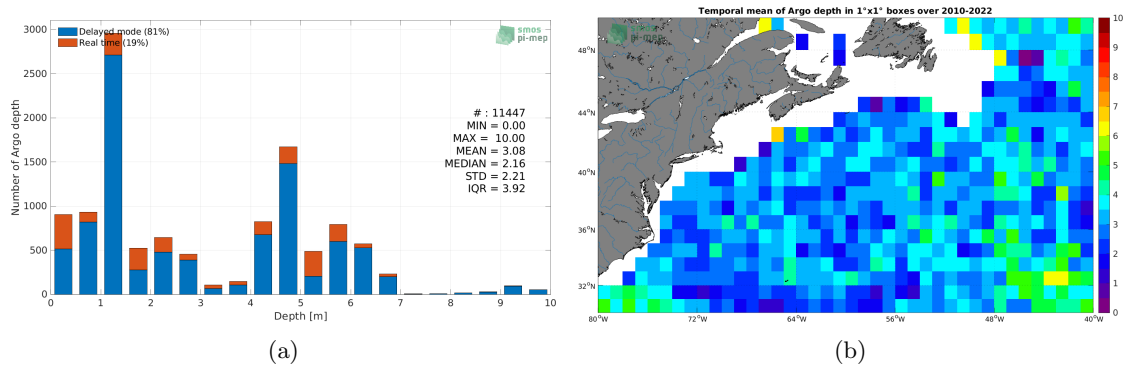 Delayed mode (81%)
Real time (19%)
smos
pi-mep
# : 11447
MIN = 0.00
MAX = 10.00
MEAN = 3.08
MEDIAN = 2.16
STD = 2.21
IQR = 3.92
Number of Argo depth
3000
2500
2000
1500
1000
500
0
0 1 2 3 4 5 6 7 8 9 10
Depth [m]
(a)
Temporal mean of Argo depth in 1°x1° boxes over 2010-2022
smos
pi-mep
48°N
44°N
40°N
36°N
32°N
80°W 72°W 64°W 56°W 48°W 40°W
10
9
8
7
6
5
4
3
2
1
0
(b)